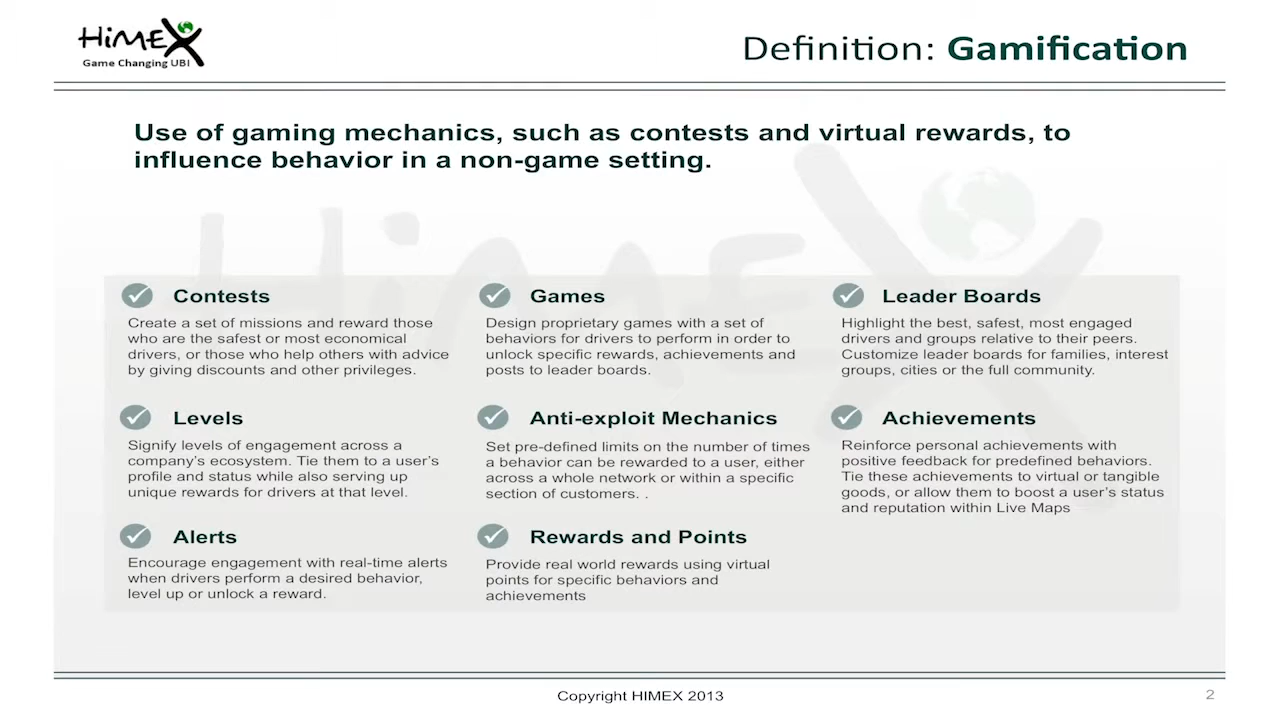 HiMEX
Game Changing UBI
Definition: Gamification
Use of gaming mechanics, such as contests and virtual rewards, to
influence behavior in a non-game setting.
Contests
Create a set of missions and reward those
who are the safest or most economical
drivers, or those who help others with advice
by giving discounts and other privileges.
Games
Design proprietary games with a set of
behaviors for drivers to perform in order to
unlock specific rewards, achievements and
posts to leader boards.
Leader Boards
Highlight the best, safest, most engaged
drivers and groups relative to their peers.
Customize leader boards for families, interest
groups, cities or the full community.
Levels
Signify levels of engagement across a
company's ecosystem. Tie them to a user's
profile and status while also serving up
unique rewards for drivers at that level.
Anti-exploit Mechanics
Set pre-defined limits on the number of times
a behavior can be rewarded to a user, either
across a whole network or within a specific
section of customers. .
Achievements
Reinforce personal achievements with
positive feedback for predefined behaviors.
Tie these achievements to virtual or tangible
goods, or allow them to boost a user's status
and reputation within Live Maps
Alerts
Encourage engagement with real-time alerts
when drivers perform a desired behavior,
level up or unlock a reward.
Rewards and Points
Provide real world rewards using virtual
points for specific behaviors and
achievements
HiMEX
Copyright HIMEX 2013
2